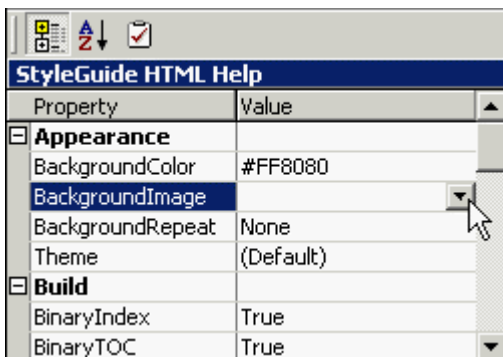 A
Z
StyleGuide HTML Help
Property Value
Appearance
BackgroundColor #FF8080
BackgroundImage
BackgroundRepeat None
Theme (Default)
Build
BinaryIndex True
BinaryTOC True